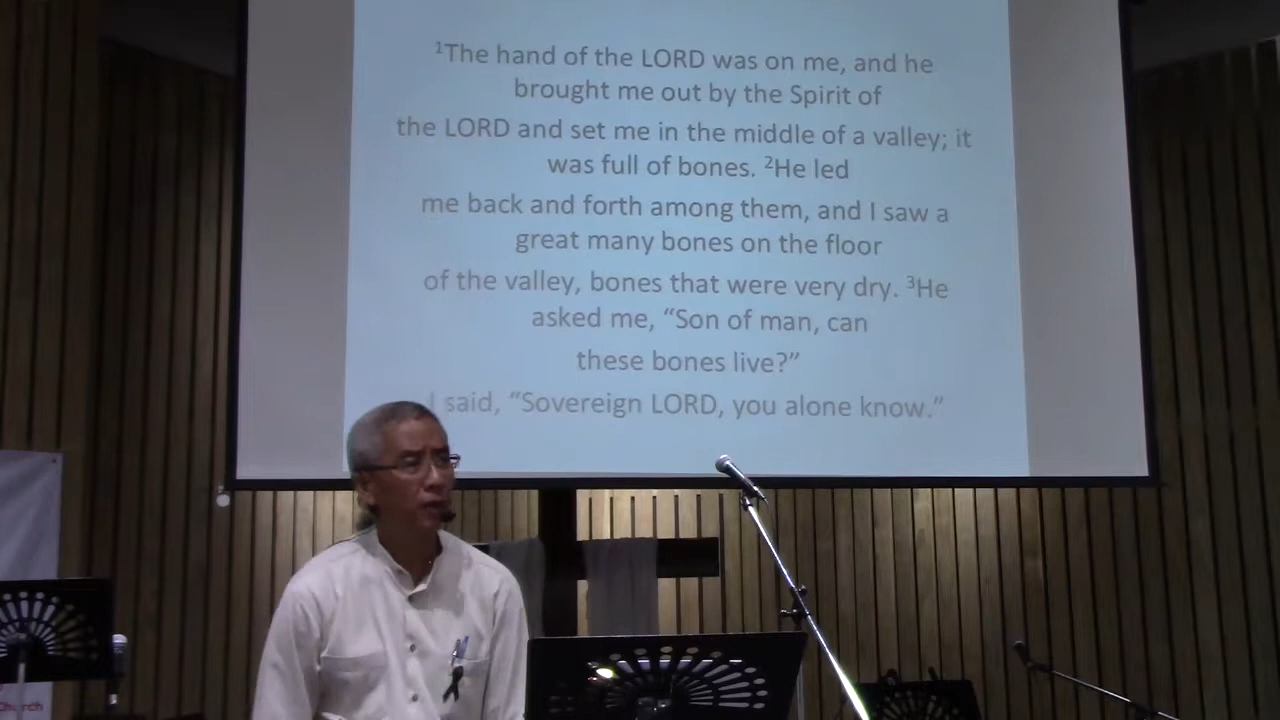 ¹The hand of the LORD was on me, and he
brought me out by the Spirit of
the LORD and set me in the middle of a valley; it
was full of bones. ²He led
me back and forth among them, and I saw a
great many bones on the floor
of the valley, bones that were very dry. ³He
asked me, “Son of man, can
these bones live?”
I said, “Sovereign LORD, you alone know.”
Church